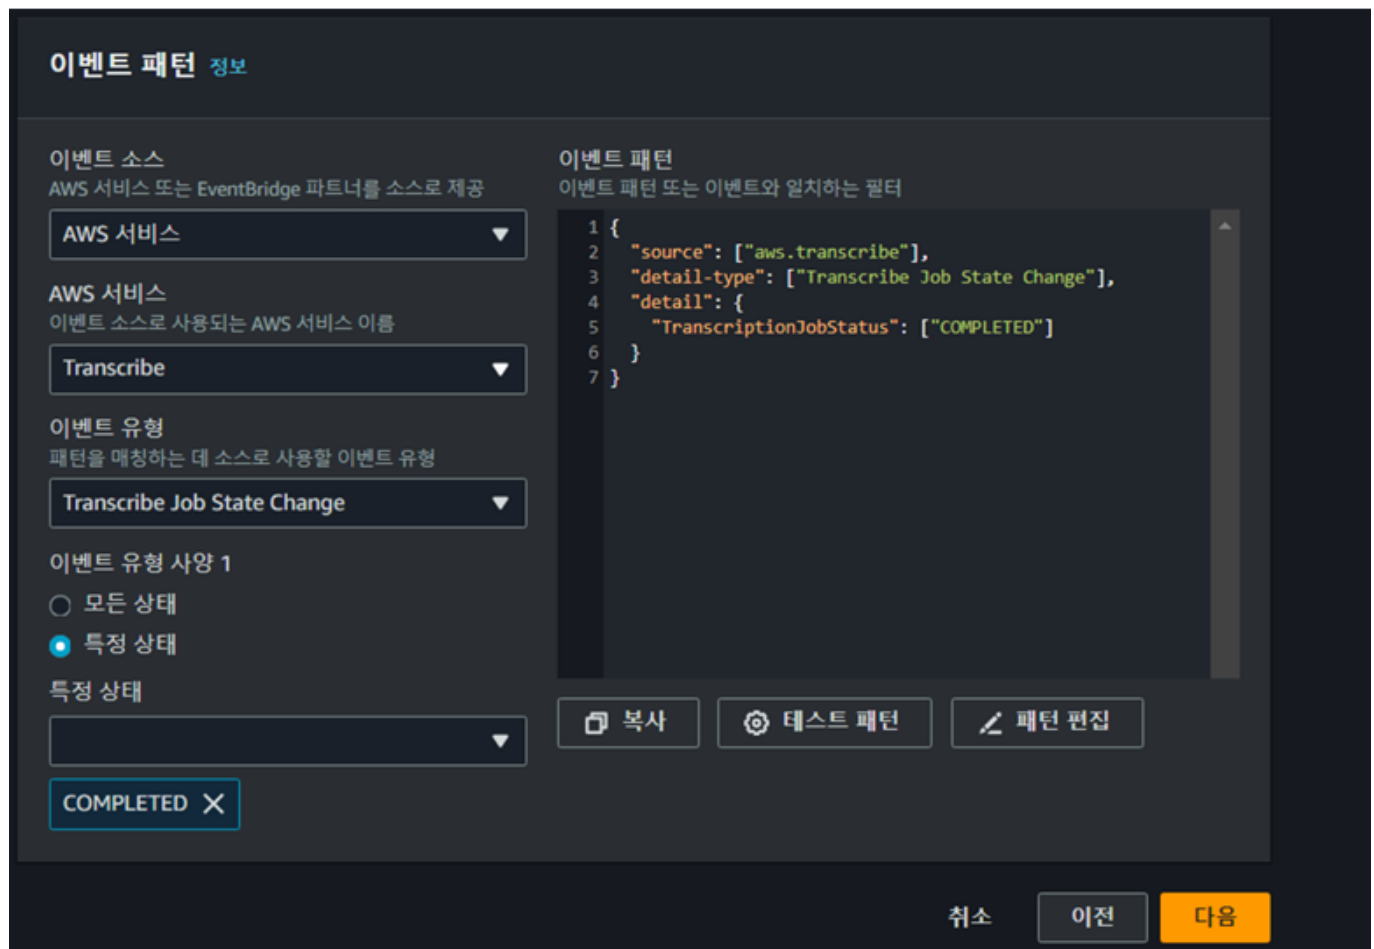 이벤트 패턴 정보
이벤트 소스
AWS 서비스 또는 EventBridge 파트너를 소스로 제공
AWS 서비스
AWS 서비스
이벤트 소스로 사용되는 AWS 서비스 이름
Transcribe
이벤트 유형
패턴을 매칭하는 데 소스로 사용할 이벤트 유형
Transcribe Job State Change
이벤트 유형 사양 1
모든 상태
특정 상태
특정 상태
COMPLETED
이벤트 패턴
이벤트 패턴 또는 이벤트와 일치하는 필터
1 {
2 "source": ["aws.transcribe"],
3 "detail-type": ["Transcribe Job State Change"],
4 "detail": {
5 "TranscriptionJobStatus": ["COMPLETED"]
6 }
7 }
복사
테스트 패턴
패턴 편집
취소
이전
다음